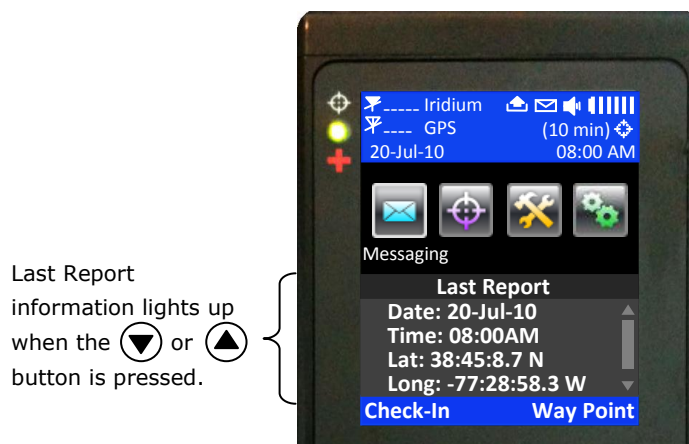 _____ Iridium
____ GPS (10 min)
20-Jul-10 08:00 AM
Messaging
Last Report
Date: 20-Jul-10
Time: 08:00AM
Lat: 38:45:8.7 N
Long: -77:28:58.3 W
Check-In Way Point
Last Report
information lights up
when the or
button is pressed.